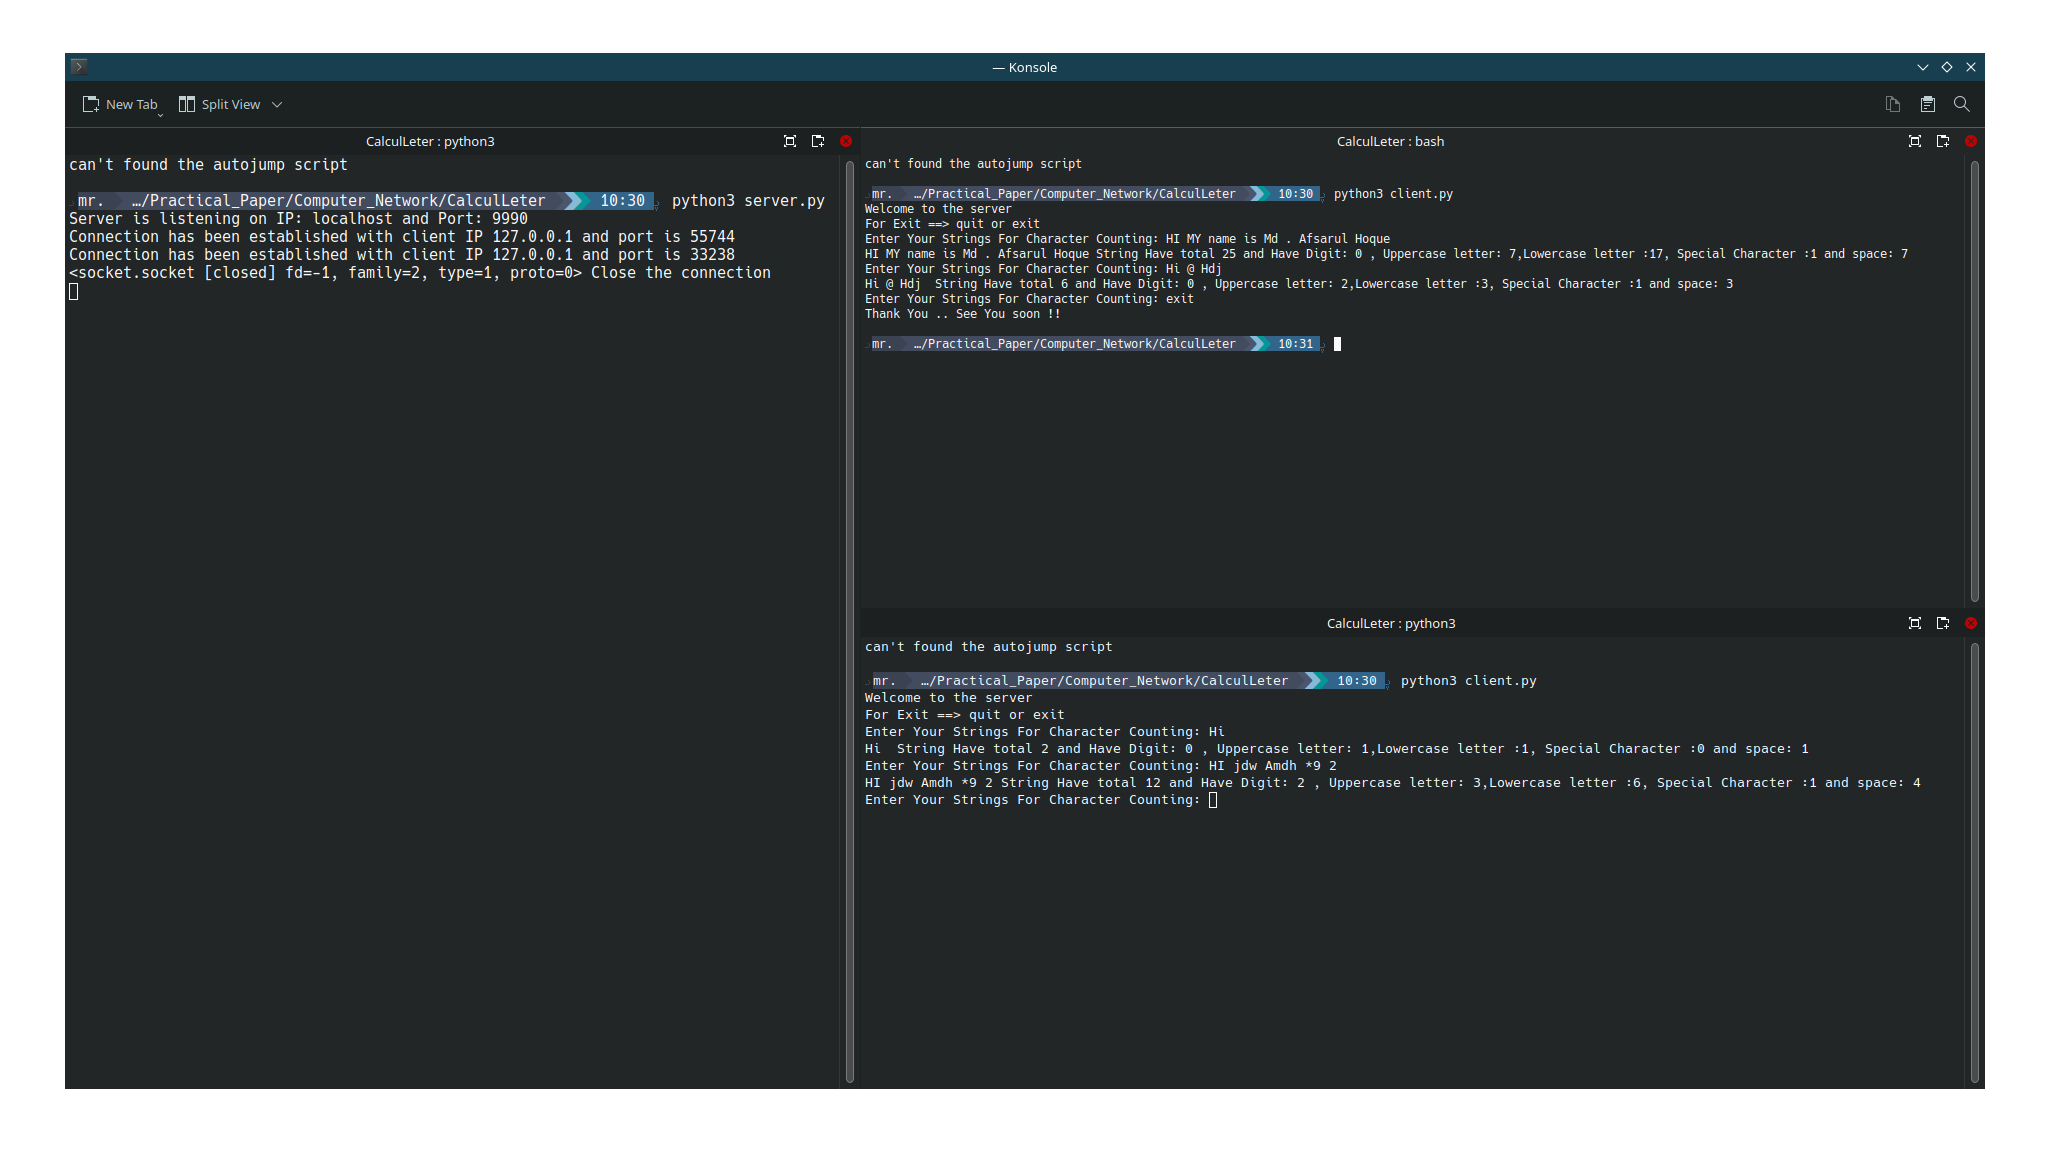 — Konsole
New Tab Split View
CalcuLeter : python3
can't found the autojump script
mr. …/Practical_Paper/Computer_Network/CalcuLeter 10:30 python3 server.py
Server is listening on IP: localhost and Port: 9990
Connection has been established with client IP 127.0.0.1 and port is 55744
Connection has been established with client IP 127.0.0.1 and port is 33238
<socket.socket [closed] fd=-1, family=2, type=1, proto=0> Close the connection
CalcuLeter : bash
can't found the autojump script
mr. …/Practical_Paper/Computer_Network/CalcuLeter 10:30 python3 client.py
Welcome to the server
For Exit ==> quit or exit
Enter Your Strings For Character Counting: HI MY name is Md . Afsarul Hoque
HI MY name is Md . Afsarul Hoque String Have total 25 and Have Digit: 0 , Uppercase letter: 7,Lowercase letter :17, Special Character :1 and space: 7
Enter Your Strings For Character Counting: Hi @ Hdj
Hi @ Hdj  String Have total 6 and Have Digit: 0 , Uppercase letter: 2,Lowercase letter :3, Special Character :1 and space: 3
Enter Your Strings For Character Counting: exit
Thank You .. See You soon !!
mr. …/Practical_Paper/Computer_Network/CalcuLeter 10:31
CalcuLeter : python3
can't found the autojump script
mr. …/Practical_Paper/Computer_Network/CalcuLeter 10:30 python3 client.py
Welcome to the server
For Exit ==> quit or exit
Enter Your Strings For Character Counting: Hi
Hi  String Have total 2 and Have Digit: 0 , Uppercase letter: 1,Lowercase letter :1, Special Character :0 and space: 1
Enter Your Strings For Character Counting: HI jdw Amdh *9 2
HI jdw Amdh *9 2 String Have total 12 and Have Digit: 2 , Uppercase letter: 3,Lowercase letter :6, Special Character :1 and space: 4
Enter Your Strings For Character Counting: